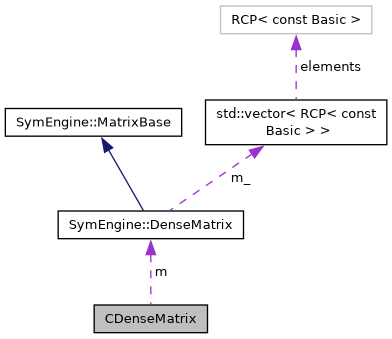 RCP< const Basic >
elements
std::vector< RCP< const
Basic > >
SymEngine::MatrixBase
m_
SymEngine::DenseMatrix
m
CDenseMatrix